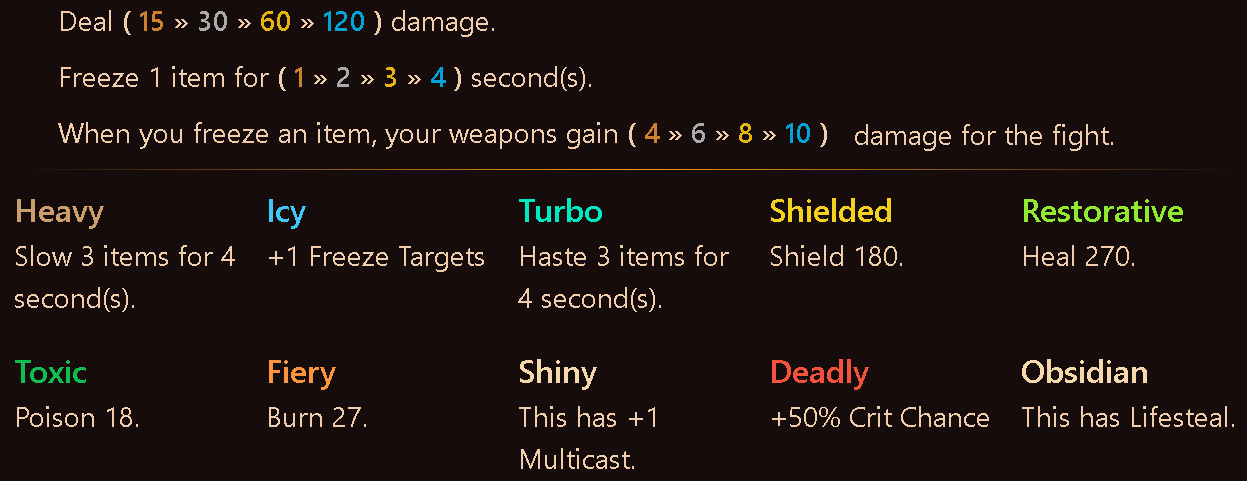 Deal ( 15 » 30 » 60 » 120 ) damage.
Freeze 1 item for ( 1 » 2 » 3 » 4 ) second(s).
When you freeze an item, your weapons gain ( 4 » 6 » 8 » 10 ) damage for the fight.
Heavy
Slow 3 items for 4
second(s).
Icy
+1 Freeze Targets
Turbo
Haste 3 items for
4 second(s).
Shielded
Shield 180.
Restorative
Heal 270.
Toxic
Poison 18.
Fiery
Burn 27.
Shiny
This has +1
Multicast.
Deadly
+50% Crit Chance
Obsidian
This has Lifesteal.